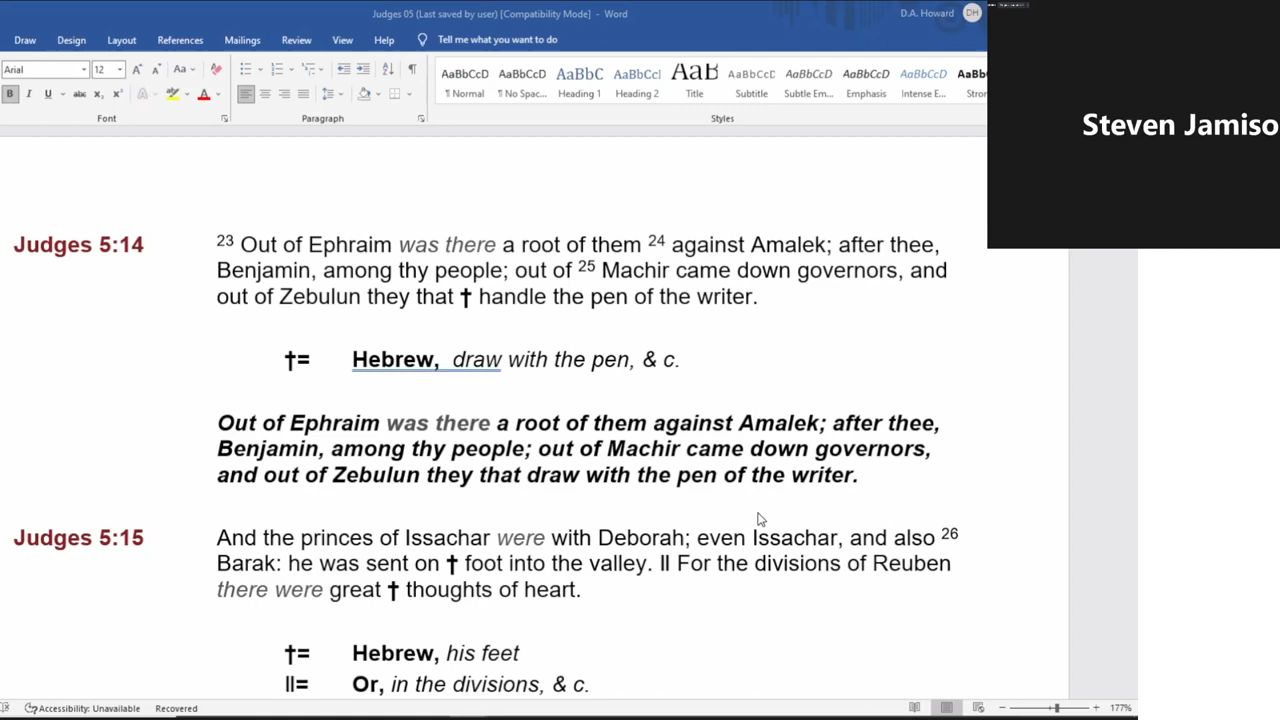 Judges 05 (Last saved by user) [Compatibility Mode] - Word
D.A. Howard DH
Draw Design Layout References Mailings Review View Help Tell me what you want to do
Arial 12 Aa
AaBbCcD AaBbCcD AaBbC AaBbCcI AaB AaBbCcD AaBbCcD AaBbCcD AaBbCcD AaBb
¶ Normal ¶ No Spac... Heading 1 Heading 2 Title Subtitle Subtle Em... Emphasis Intense E... Stron
Font Paragraph Styles
Steven Jamiso
Judges 5:14 23 Out of Ephraim was there a root of them 24 against Amalek; after thee,
Benjamin, among thy people; out of 25 Machir came down governors, and
out of Zebulun they that † handle the pen of the writer.
†= Hebrew, draw with the pen, & c.
Out of Ephraim was there a root of them against Amalek; after thee,
Benjamin, among thy people; out of Machir came down governors,
and out of Zebulun they that draw with the pen of the writer.
Judges 5:15 And the princes of Issachar were with Deborah; even Issachar, and also 26
Barak: he was sent on † foot into the valley. ǁ For the divisions of Reuben
there were great † thoughts of heart.
†= Hebrew, his feet
ǁ= Or, in the divisions, & c.
Accessibility: Unavailable Recovered 177%